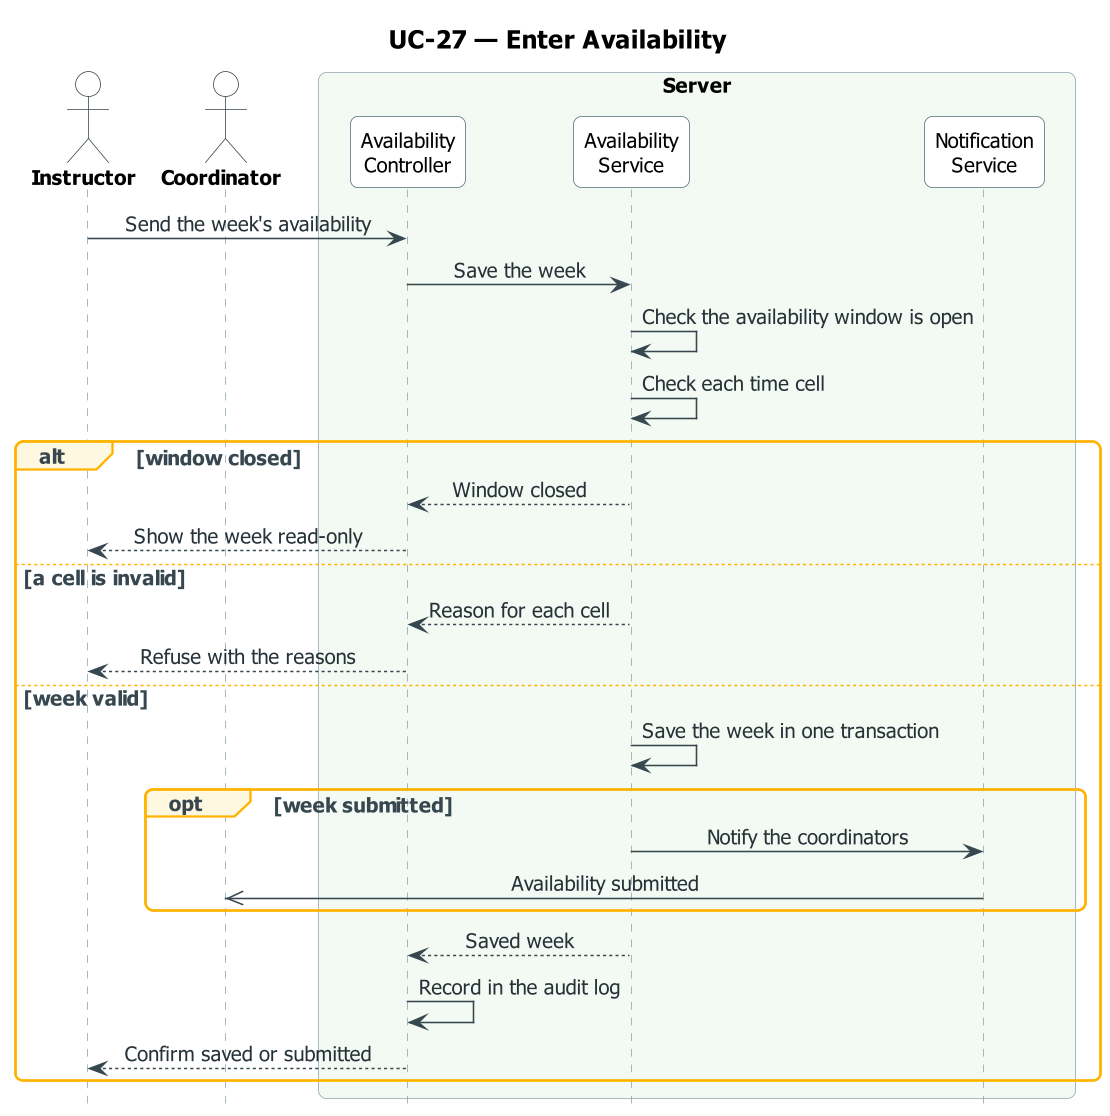 UC-27 — Enter Availability
Server
Instructor
Coordinator
Availability
Controller
Availability
Service
Notification
Service
Send the week's availability
Save the week
Check the availability window is open
Check each time cell
alt
[window closed]
Window closed
Show the week read-only
[a cell is invalid]
Reason for each cell
Refuse with the reasons
[week valid]
Save the week in one transaction
opt
[week submitted]
Notify the coordinators
Availability submitted
Saved week
Record in the audit log
Confirm saved or submitted